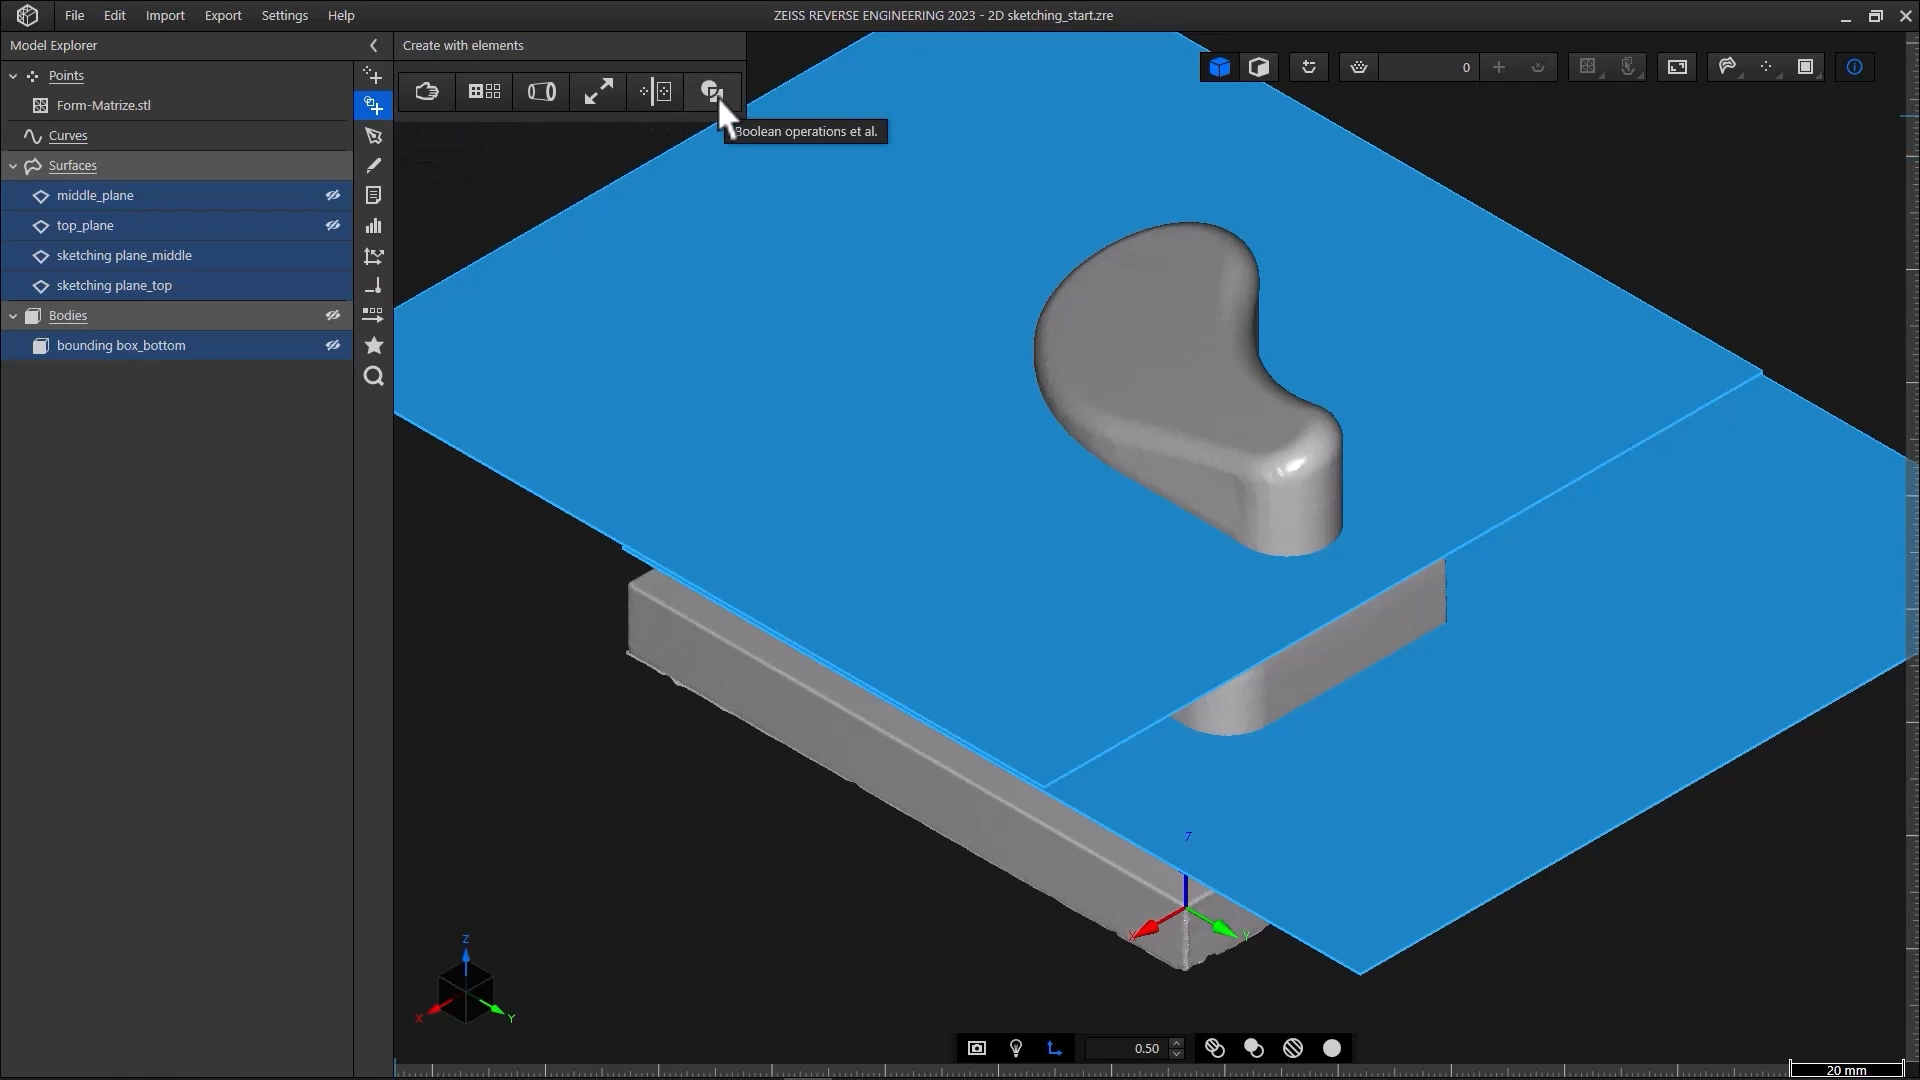 File Edit Import Export Settings Help
ZEISS REVERSE ENGINEERING 2023 - 2D sketching_start.zre
Model Explorer
Create with elements
Points
Form-Matrize.stl
Curves
Surfaces
middle_plane
top_plane
sketching plane_middle
sketching plane_top
Bodies
bounding box_bottom
0
Boolean operations et al.
Z
X
Y
Z
X
Y
0.50
20 mm